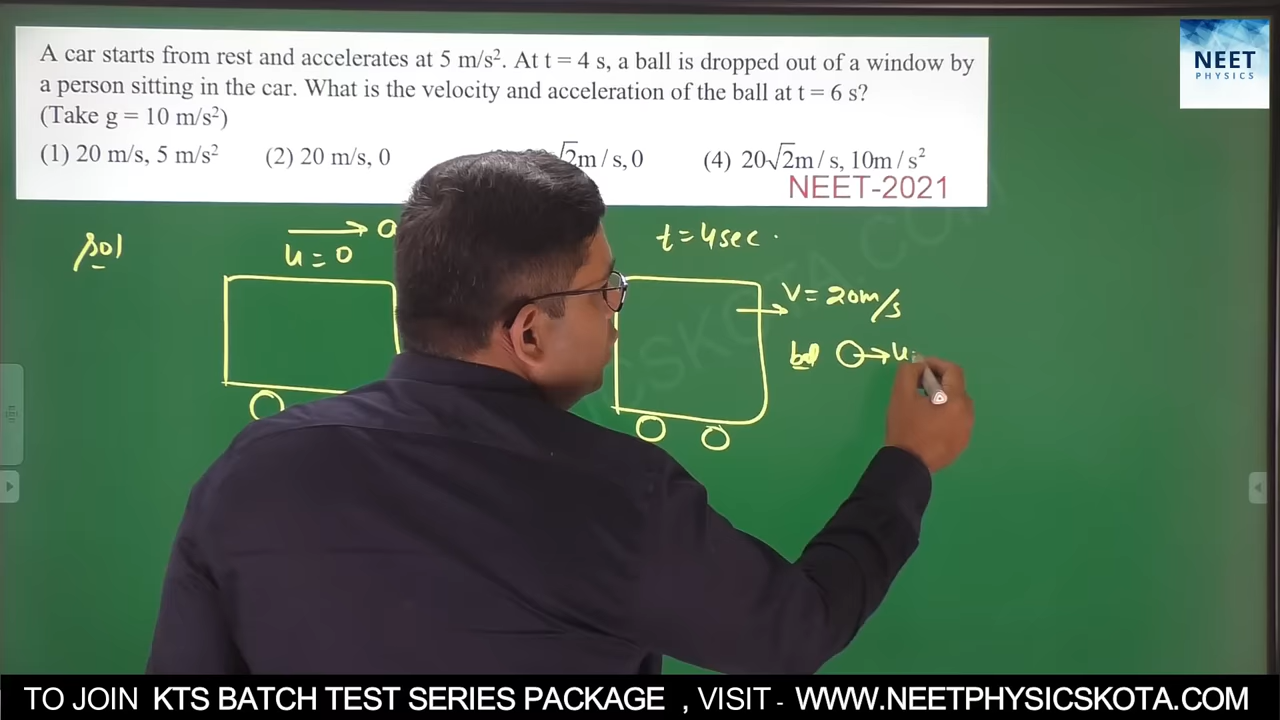 A car starts from rest and accelerates at 5 m/s². At t = 4 s, a ball is dropped out of a window by
a person sitting in the car. What is the velocity and acceleration of the ball at t = 6 s?
(Take g = 10 m/s²)
(1) 20 m/s, 5 m/s² (2) 20 m/s, 0 √2m/s, 0 (4) 20√2m/s, 10m/s²
NEET-2021
NEET
PHYSICS
sol
u = 0
t = 4 sec.
V = 20m/s
ball
u=
TO JOIN KTS BATCH TEST SERIES PACKAGE , VISIT - WWW.NEETPHYSICSKOTA.COM